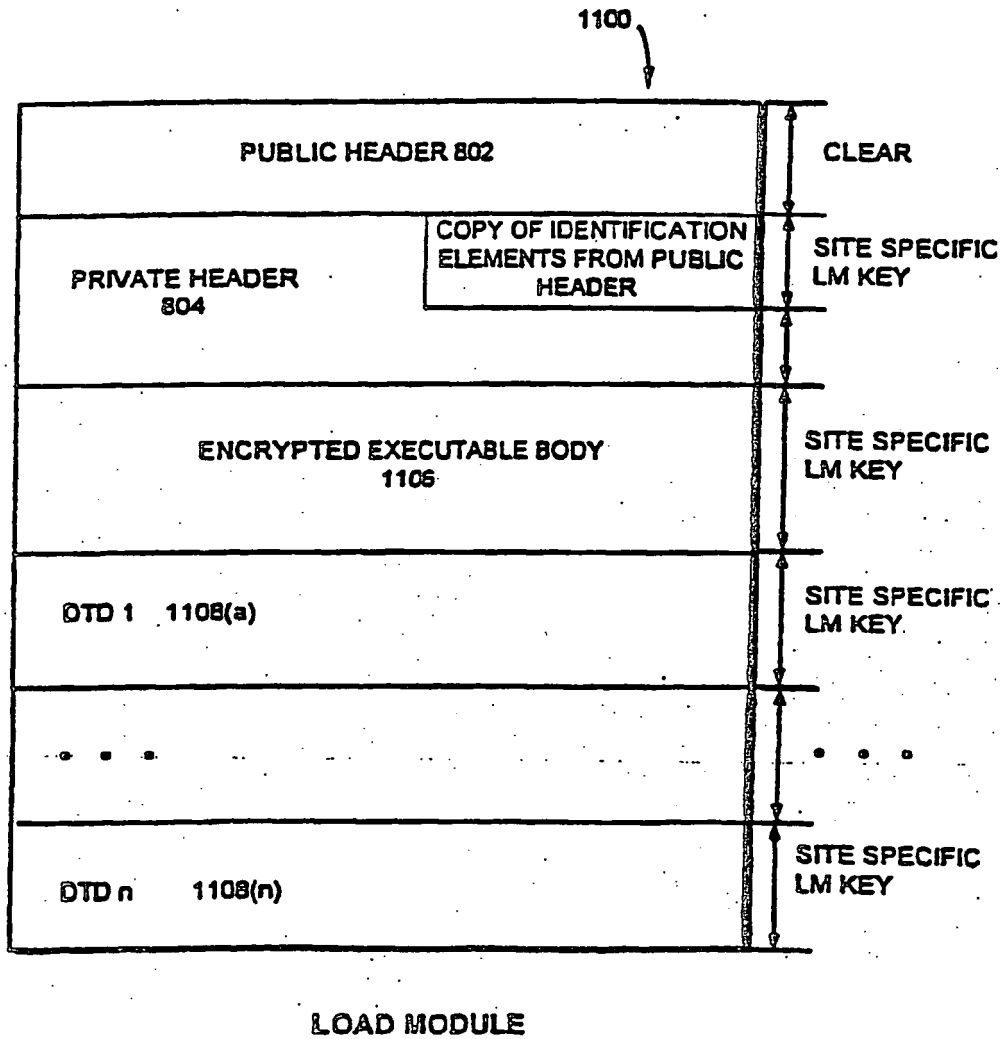 1100
PUBLIC HEADER 802
CLEAR
COPY OF IDENTIFICATION
ELEMENTS FROM PUBLIC
HEADER
PRIVATE HEADER
804
SITE SPECIFIC
LM KEY
ENCRYPTED EXECUTABLE BODY
1106
SITE SPECIFIC
LM KEY
DTD 1 1108(a)
SITE SPECIFIC
LM KEY
• • •
• • •
DTD n 1108(n)
SITE SPECIFIC
LM KEY
LOAD MODULE